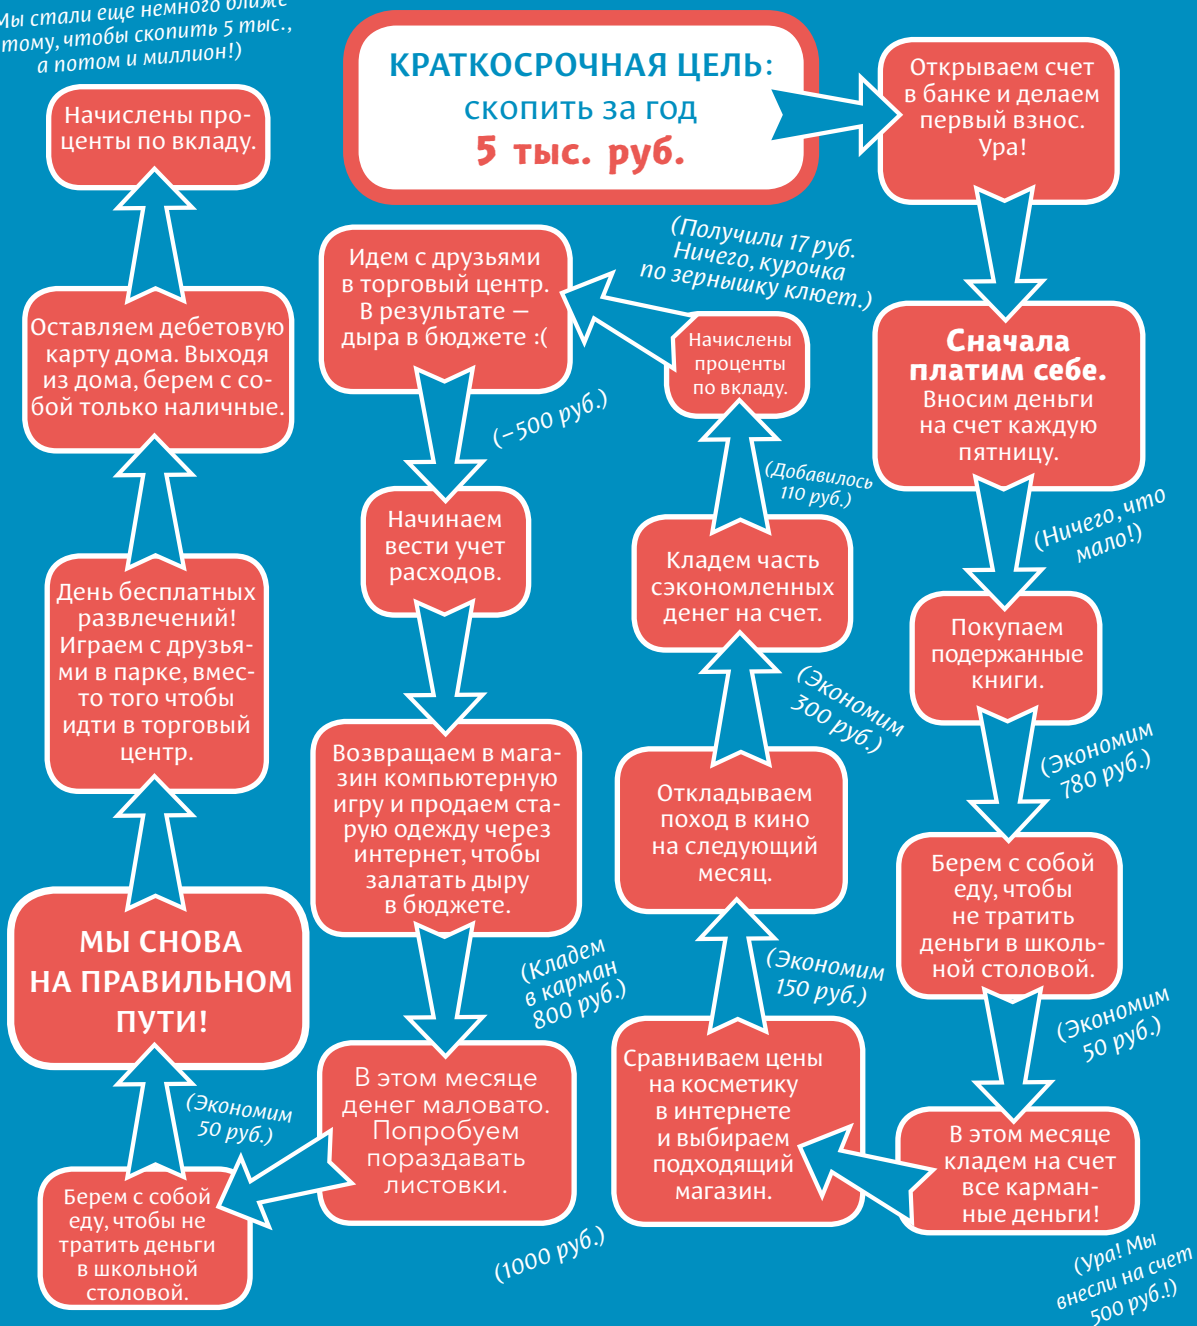 КРАТКОСРОЧНАЯ ЦЕЛЬ:
скопить за год
5 тыс. руб.
Открываем счет
в банке и делаем
первый взнос.
Ура!
Сначала
платим себе.
Вносим деньги
на счет каждую
пятницу.
(Ничего, что
мало!)
Покупаем
подержанные
книги.
(Экономим
780 руб.)
Берем с собой
еду, чтобы
не тратить
деньги в школь-
ной столовой.
(Экономим
50 руб.)
В этом месяце
кладем на счет
все карман-
ные деньги!
(Ура! Мы
внесли на счет
500 руб.!)
Сравниваем цены
на косметику
в интернете
и выбираем
подходящий
магазин.
(Экономим
150 руб.)
Откладываем
поход в кино
на следующий
месяц.
(Экономим
300 руб.)
Кладем часть
сэкономленных
денег на счет.
(Добавилось
110 руб.)
Начислены
проценты
по вкладу.
(Получили 17 руб.
Ничего, курочка
по зернышку клюет.)
Идем с друзьями
в торговый центр.
В результате —
дыра в бюджете :(
(–500 руб.)
Начинаем
вести учет
расходов.
Возвращаем в мага-
зин компьютерную
игру и продаем ста-
рую одежду через
интернет, чтобы
залатать дыру
в бюджете.
(Кладем
в карман
800 руб.)
В этом месяце
денег маловато.
Попробуем
пораздавать
листовки.
(1000 руб.)
Берем с собой
еду, чтобы не
тратить деньги
в школьной
столовой.
(Экономим
50 руб.)
МЫ СНОВА
НА ПРАВИЛЬНОМ
ПУТИ!
День бесплатных
развлечений!
Играем с друзья-
ми в парке, вмес-
то того чтобы
идти в торговый
центр.
Оставляем дебетовую
карту дома. Выходя
из дома, берем с со-
бой только наличные.
Начислены про-
центы по вкладу.
Мы стали еще немного ближе
тому, чтобы скопить 5 тыс.,
а потом и миллион!)